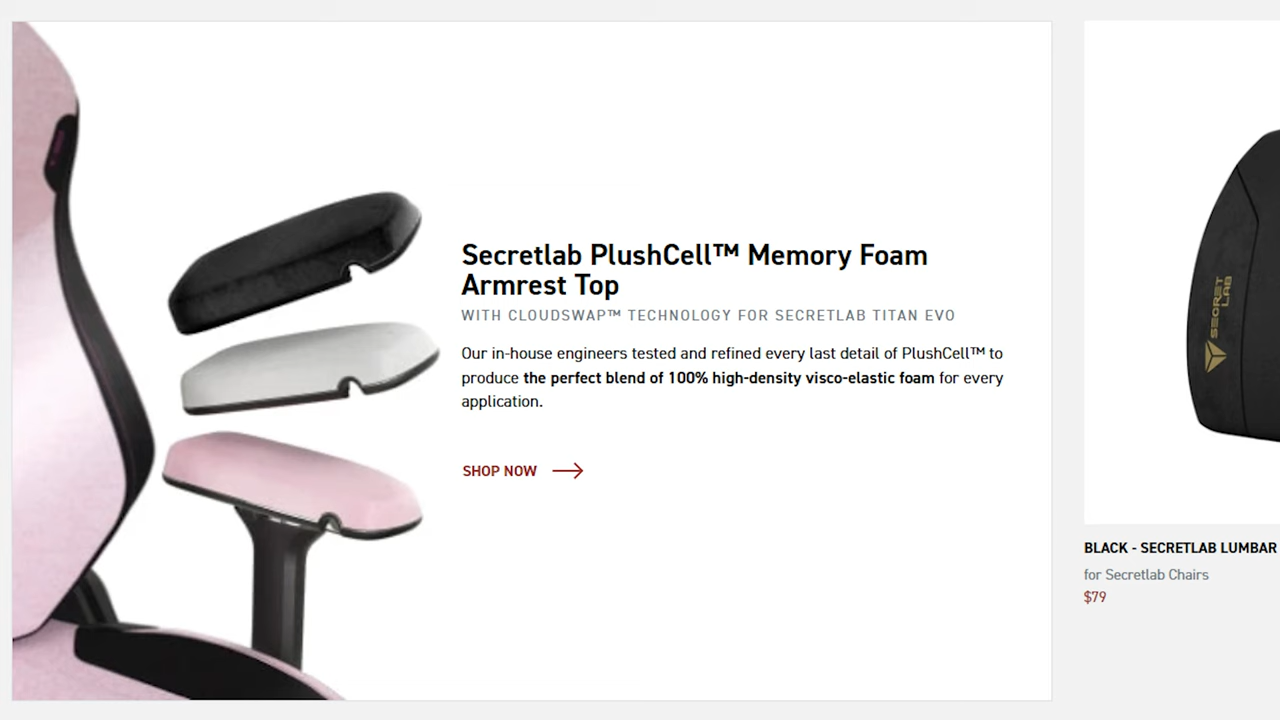 Secretlab PlushCell™ Memory Foam
Armrest Top
WITH CLOUDSWAP™ TECHNOLOGY FOR SECRETLAB TITAN EVO
Our in-house engineers tested and refined every last detail of PlushCell™ to
produce the perfect blend of 100% high-density visco-elastic foam for every
application.
SHOP NOW
SECRET
LAB
BLACK - SECRETLAB LUMBAR
for Secretlab Chairs
$79